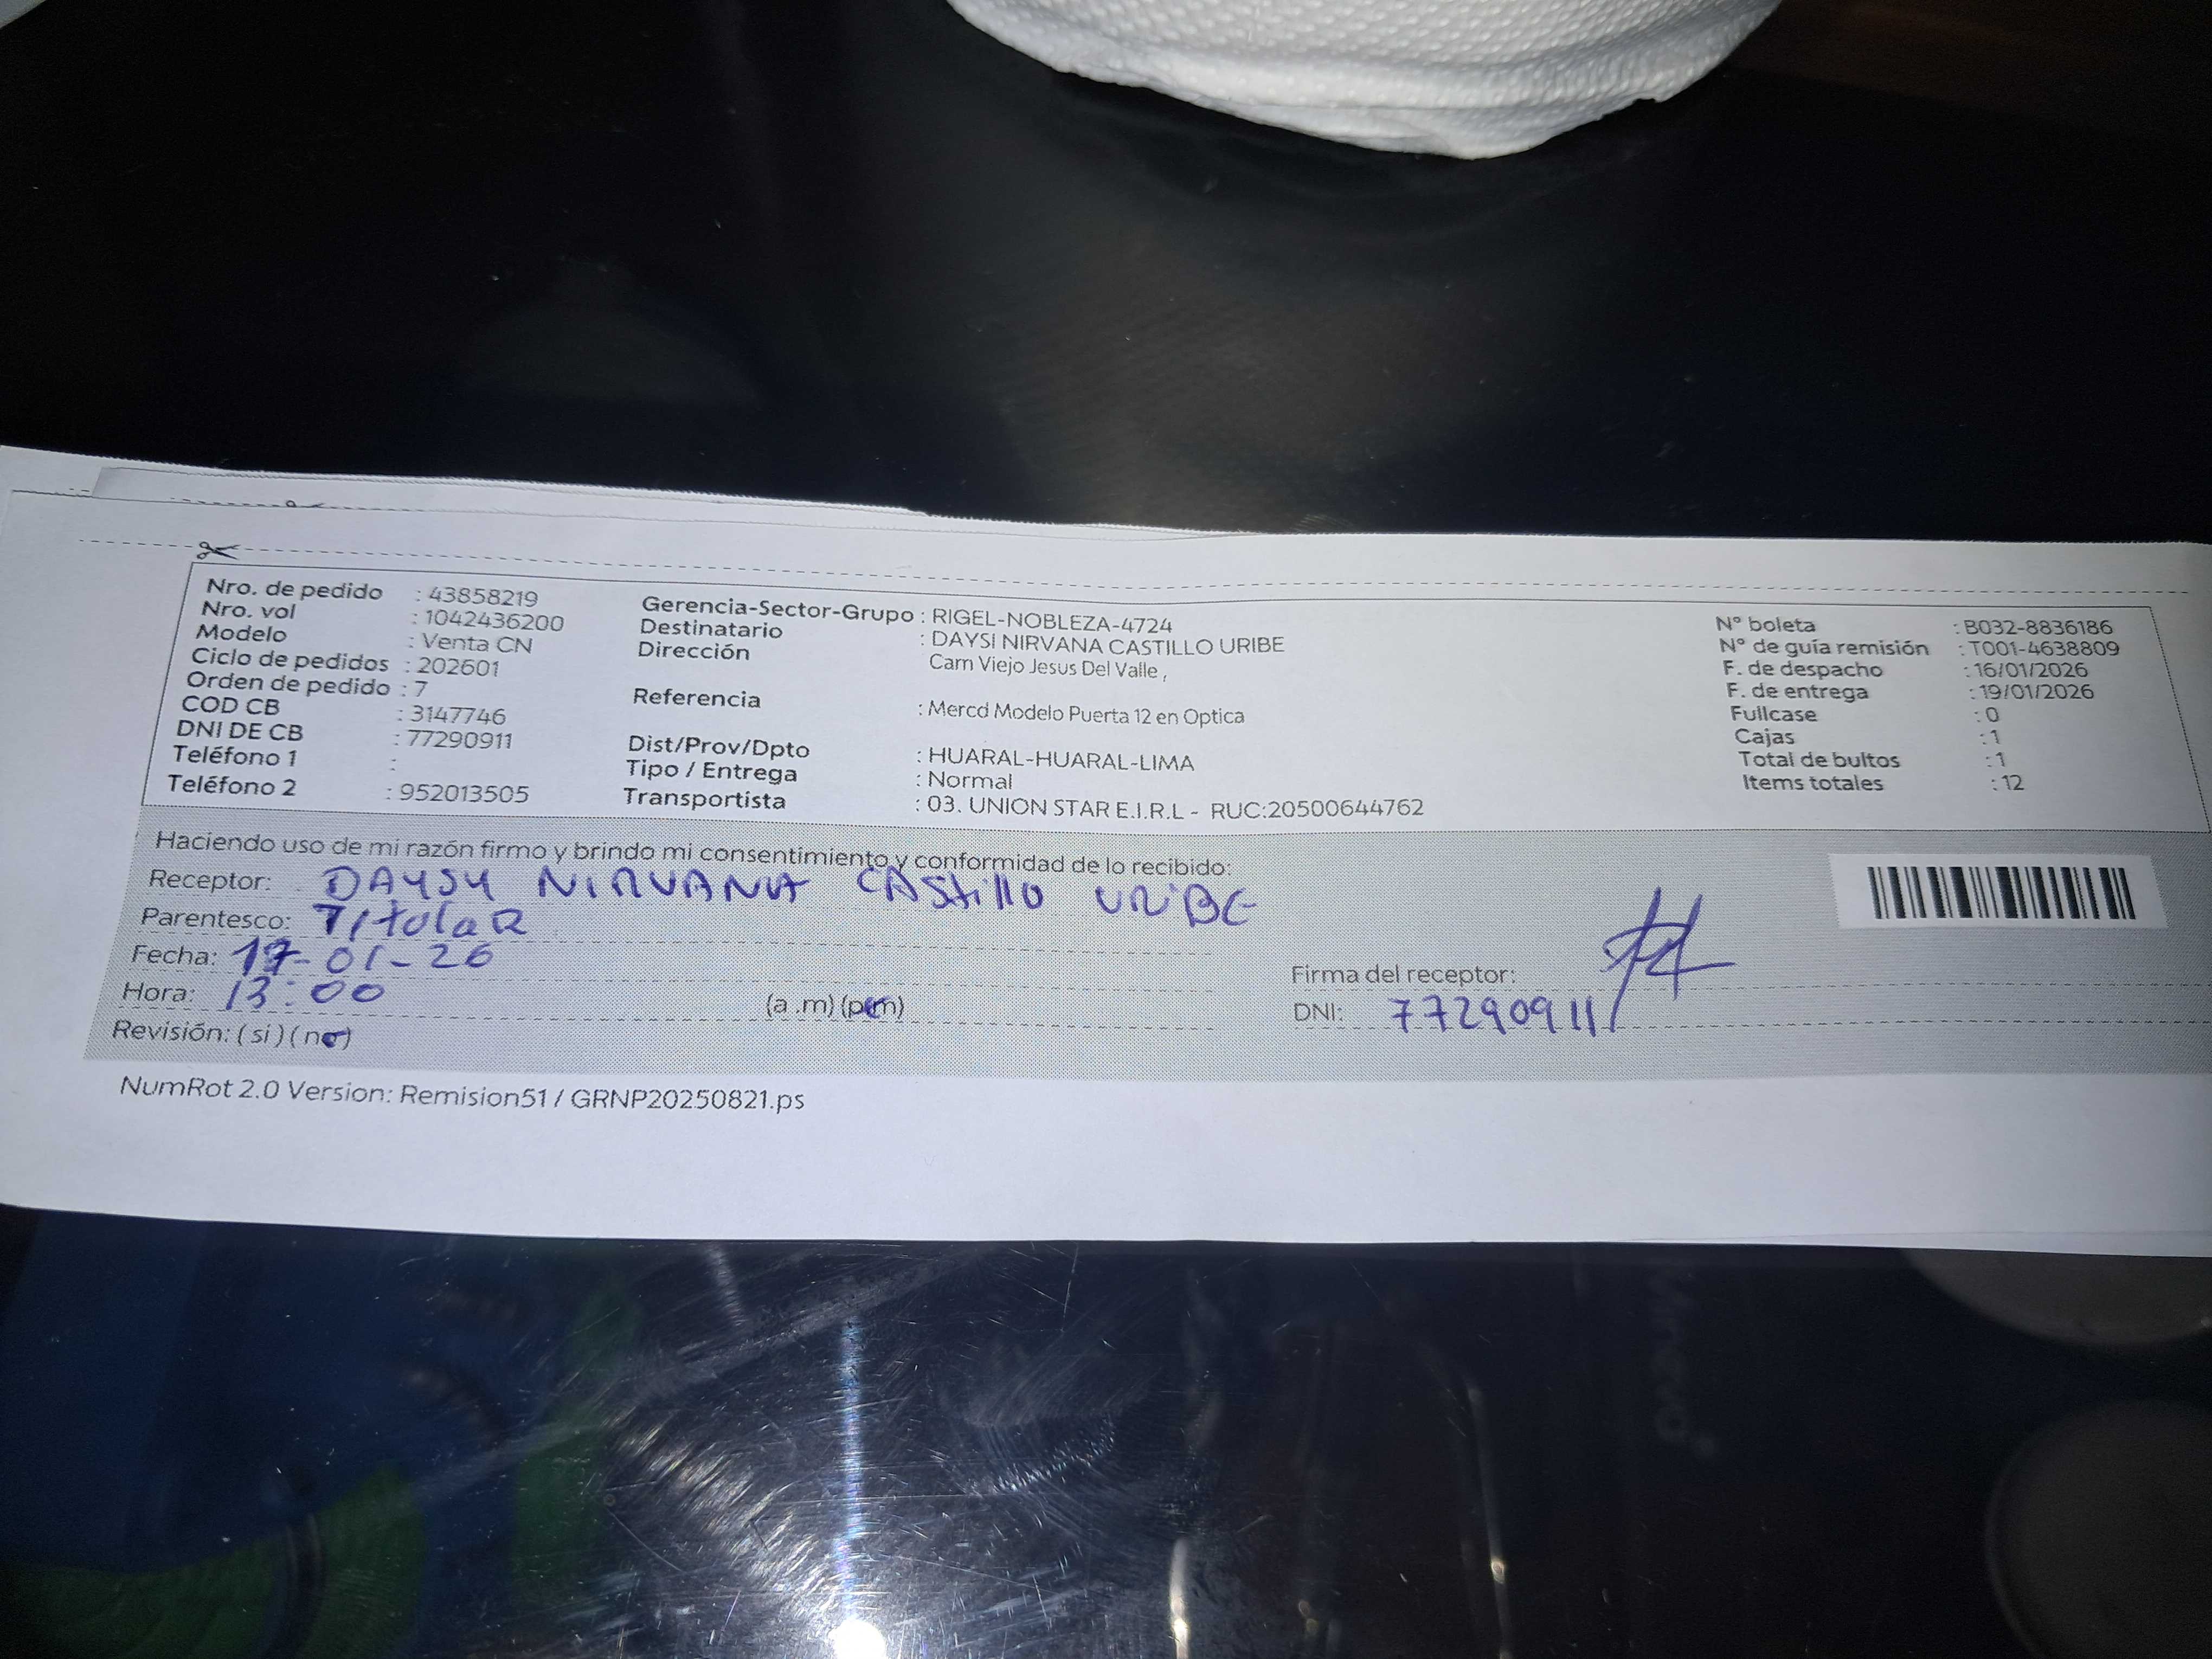 Nro. de pedido : 43858219
Nro. vol : 1042436200
Modelo : Venta CN
Ciclo de pedidos : 202601
Orden de pedido : 7
COD CB : 3147746
DNI DE CB : 77290911
Teléfono 1 :
Teléfono 2 : 952013505
Gerencia-Sector-Grupo : RIGEL-NOBLEZA-4724
Destinatario : DAYSI NIRVANA CASTILLO URIBE
Dirección Cam Viejo Jesus Del Valle ,
Referencia : Mercd Modelo Puerta 12 en Optica
Dist/Prov/Dpto : HUARAL-HUARAL-LIMA
Tipo / Entrega : Normal
Transportista : 03. UNION STAR E.I.R.L - RUC:20500644762
N° boleta : B032-8836186
N° de guía remisión : T001-4638809
F. de despacho : 16/01/2026
F. de entrega : 19/01/2026
Fullcase : 0
Cajas : 1
Total de bultos : 1
Items totales : 12
Haciendo uso de mi razón firmo y brindo mi consentimiento y conformidad de lo recibido:
Receptor: DAYSY NIRVANA CAStillo URiBE
Parentesco: TitulaR
Fecha: 17-01-26
Hora: 13:00 (a .m) (p.m)
Revisión: ( si ) ( no )
Firma del receptor:
DNI: 77290911
NumRot 2.0 Version: Remision51 / GRNP20250821.ps